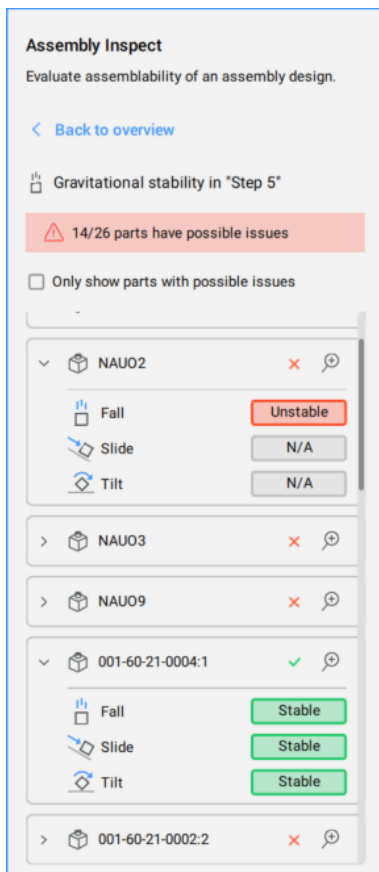 Assembly Inspect
Evaluate assemblability of an assembly design.
Back to overview
Gravitational stability in "Step 5"
14/26 parts have possible issues
Only show parts with possible issues
NAUO2
Fall Unstable
Slide N/A
Tilt N/A
NAUO3
NAUO9
001-60-21-0004:1
Fall Stable
Slide Stable
Tilt Stable
001-60-21-0002:2